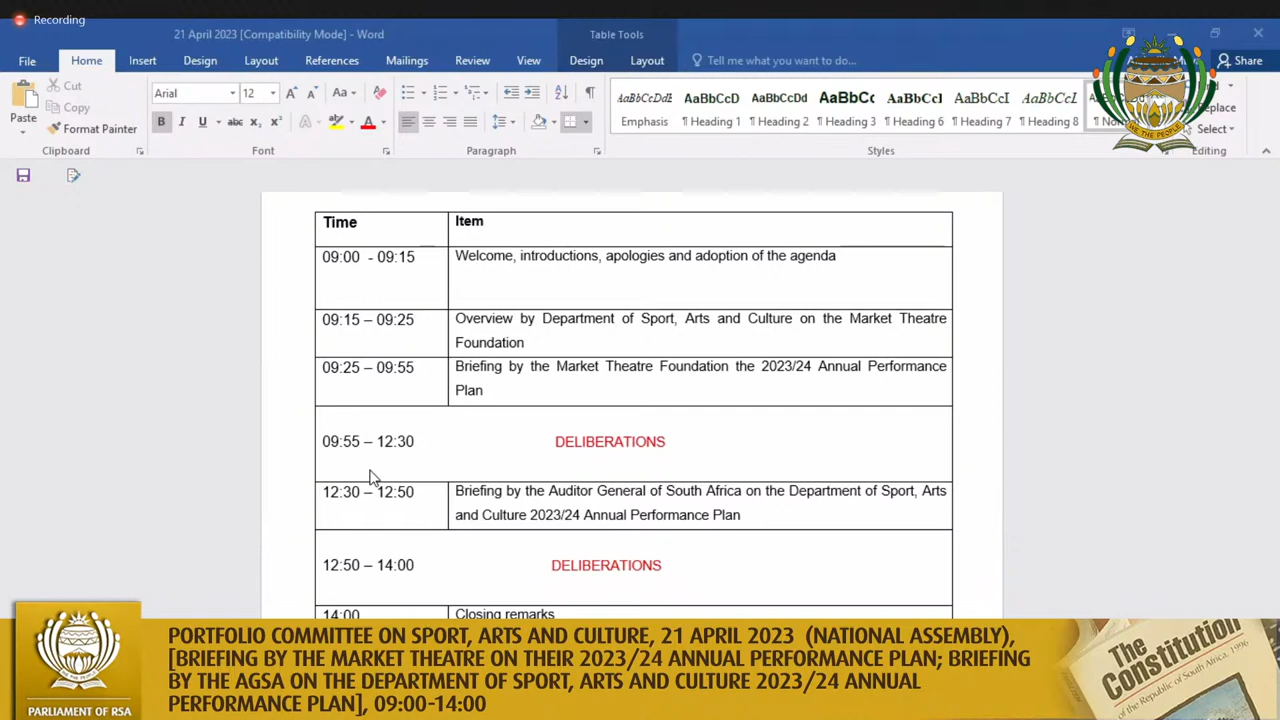 Recording
21 April 2023 [Compatibility Mode] - Word
Table Tools
File Home Insert Design Layout References Mailings Review View Design Layout Tell me what you want to do... Share
Paste
Cut
Copy
Format Painter
Arial 12
AaBbCcDdE AaBbCcD AaBbCcDd AaBbCc AaBbCcI AaBbCcI AaBbCcI
Emphasis ¶ Heading 1 ¶ Heading 2 ¶ Heading 3 ¶ Heading 6 ¶ Heading 7 ¶ Heading 8
Select
Clipboard Font Paragraph Styles Editing
Time Item
09:00 - 09:15 Welcome, introductions, apologies and adoption of the agenda
09:15 – 09:25 Overview by Department of Sport, Arts and Culture on the Market Theatre
Foundation
09:25 – 09:55 Briefing by the Market Theatre Foundation the 2023/24 Annual Performance
Plan
09:55 – 12:30 DELIBERATIONS
12:30 – 12:50 Briefing by the Auditor General of South Africa on the Department of Sport, Arts
and Culture 2023/24 Annual Performance Plan
12:50 – 14:00 DELIBERATIONS
14:00 Closing remarks
PORTFOLIO COMMITTEE ON SPORT, ARTS AND CULTURE, 21 APRIL 2023 (NATIONAL ASSEMBLY),
[BRIEFING BY THE MARKET THEATRE ON THEIR 2023/24 ANNUAL PERFORMANCE PLAN; BRIEFING
BY THE AGSA ON THE DEPARTMENT OF SPORT, ARTS AND CULTURE 2023/24 ANNUAL
PERFORMANCE PLAN], 09:00-14:00
PARLIAMENT OF RSA
The
Constitution
of the Republic of South Africa, 1996
WE THE PEOPLE